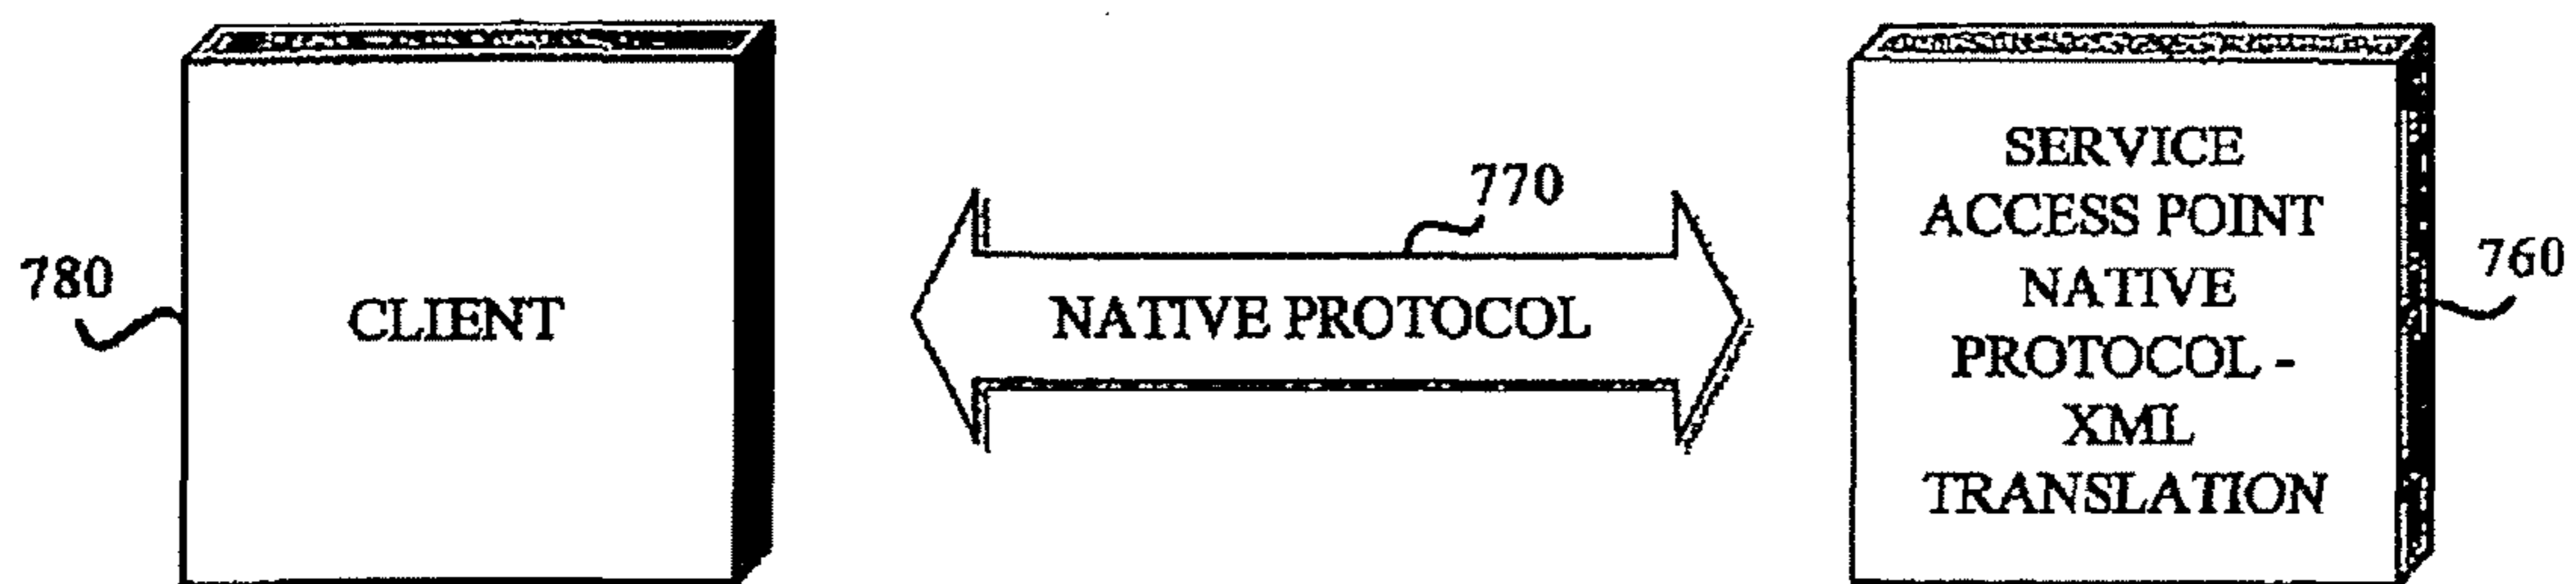 780
CLIENT
770
NATIVE PROTOCOL
SERVICE
ACCESS POINT
NATIVE
PROTOCOL -
XML
TRANSLATION
760